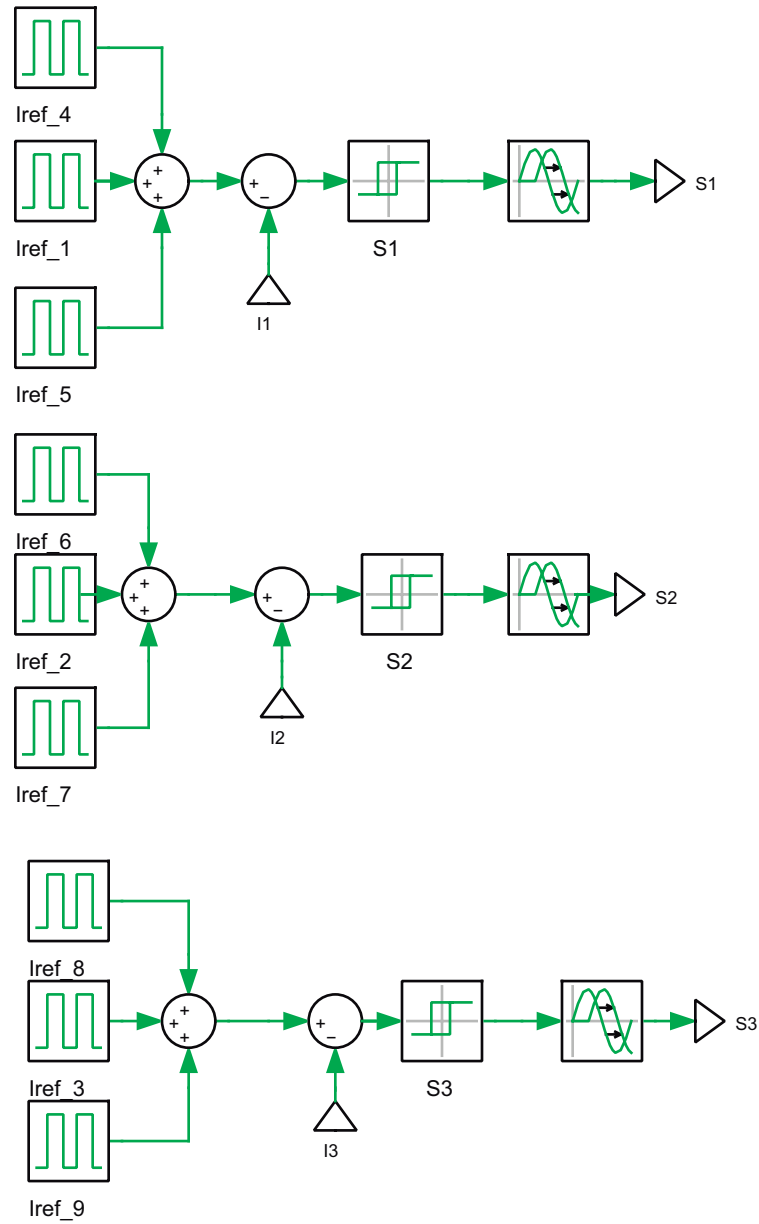 Iref_4
+
+
+
Iref_1
+
−
S1
S1
I1
Iref_5
Iref_6
+
+
+
Iref_2
+
−
S2
S2
I2
Iref_7
Iref_8
+
+
+
Iref_3
+
−
S3
S3
I3
Iref_9